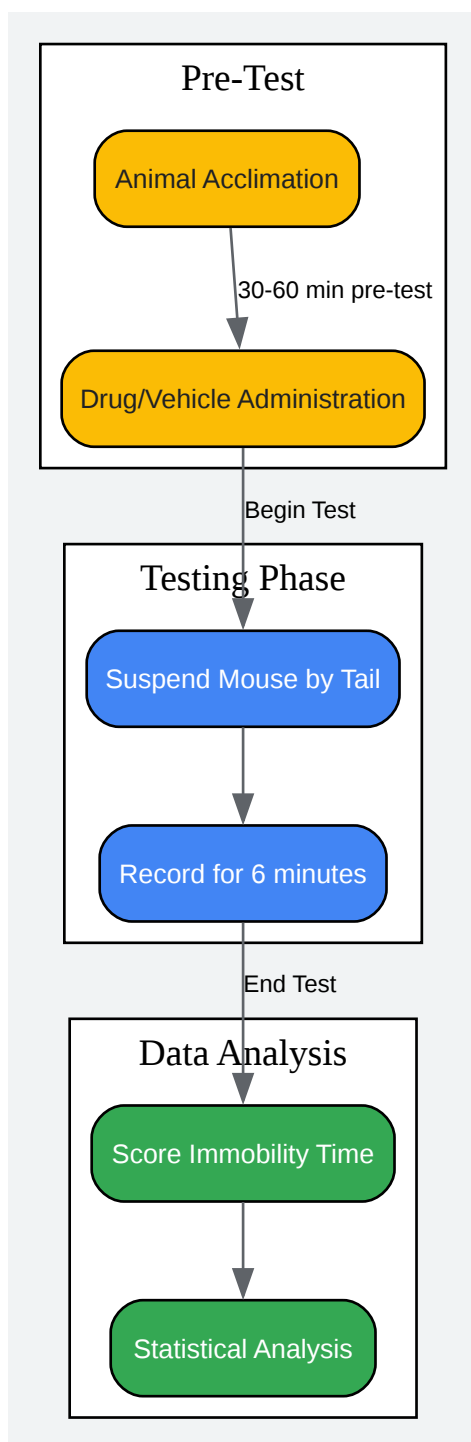 Pre-Test
Animal Acclimation
30-60 min pre-test
Drug/Vehicle Administration
Begin Test
Testing Phase
Suspend Mouse by Tail
Record for 6 minutes
End Test
Data Analysis
Score Immobility Time
Statistical Analysis